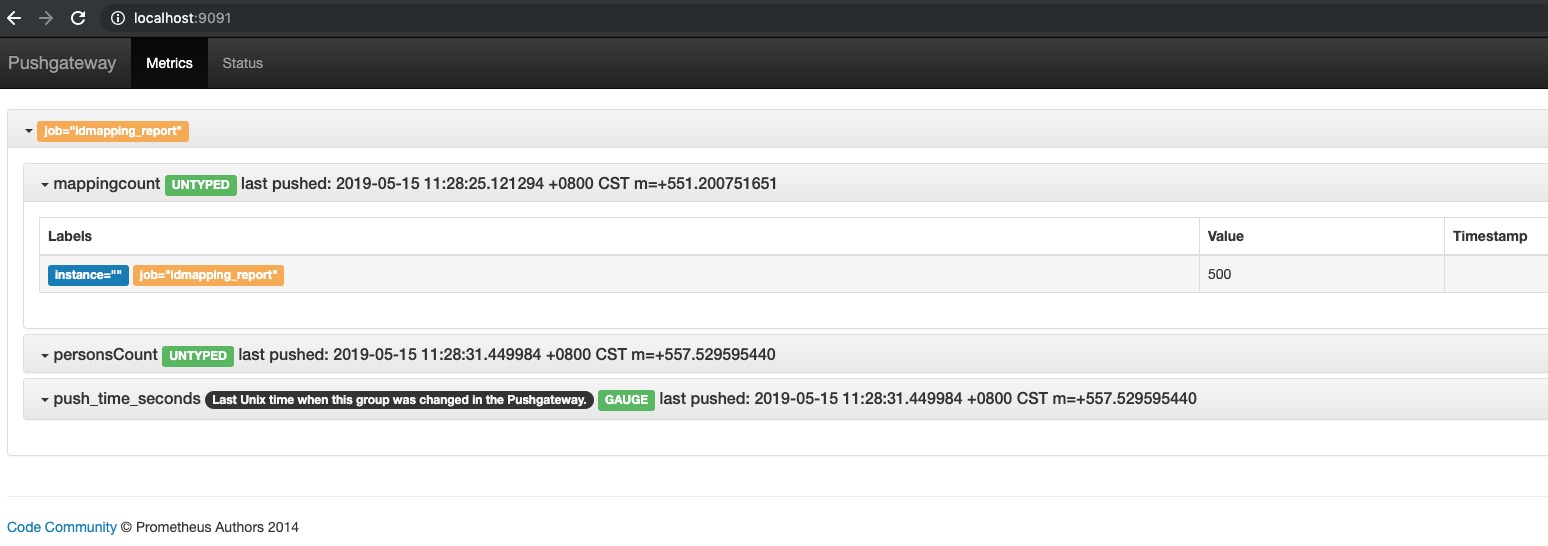 localhost:9091
Pushgateway Metrics Status
job="idmapping_report"
mappingcount UNTYPED last pushed: 2019-05-15 11:28:25.121294 +0800 CST m=+551.200751651
Labels Value Timestamp
instance="" job="idmapping_report" 500
personsCount UNTYPED last pushed: 2019-05-15 11:28:31.449984 +0800 CST m=+557.529595440
push_time_seconds Last Unix time when this group was changed in the Pushgateway. GAUGE last pushed: 2019-05-15 11:28:31.449984 +0800 CST m=+557.529595440
Code Community © Prometheus Authors 2014